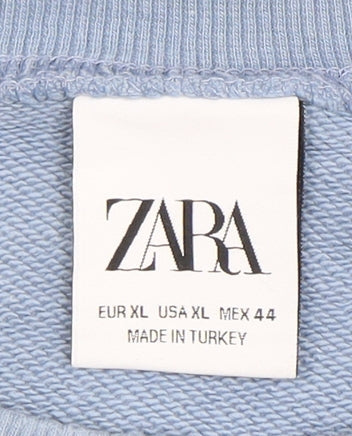 ZARA
EUR XL USA XL MEX 44
MADE IN TURKEY